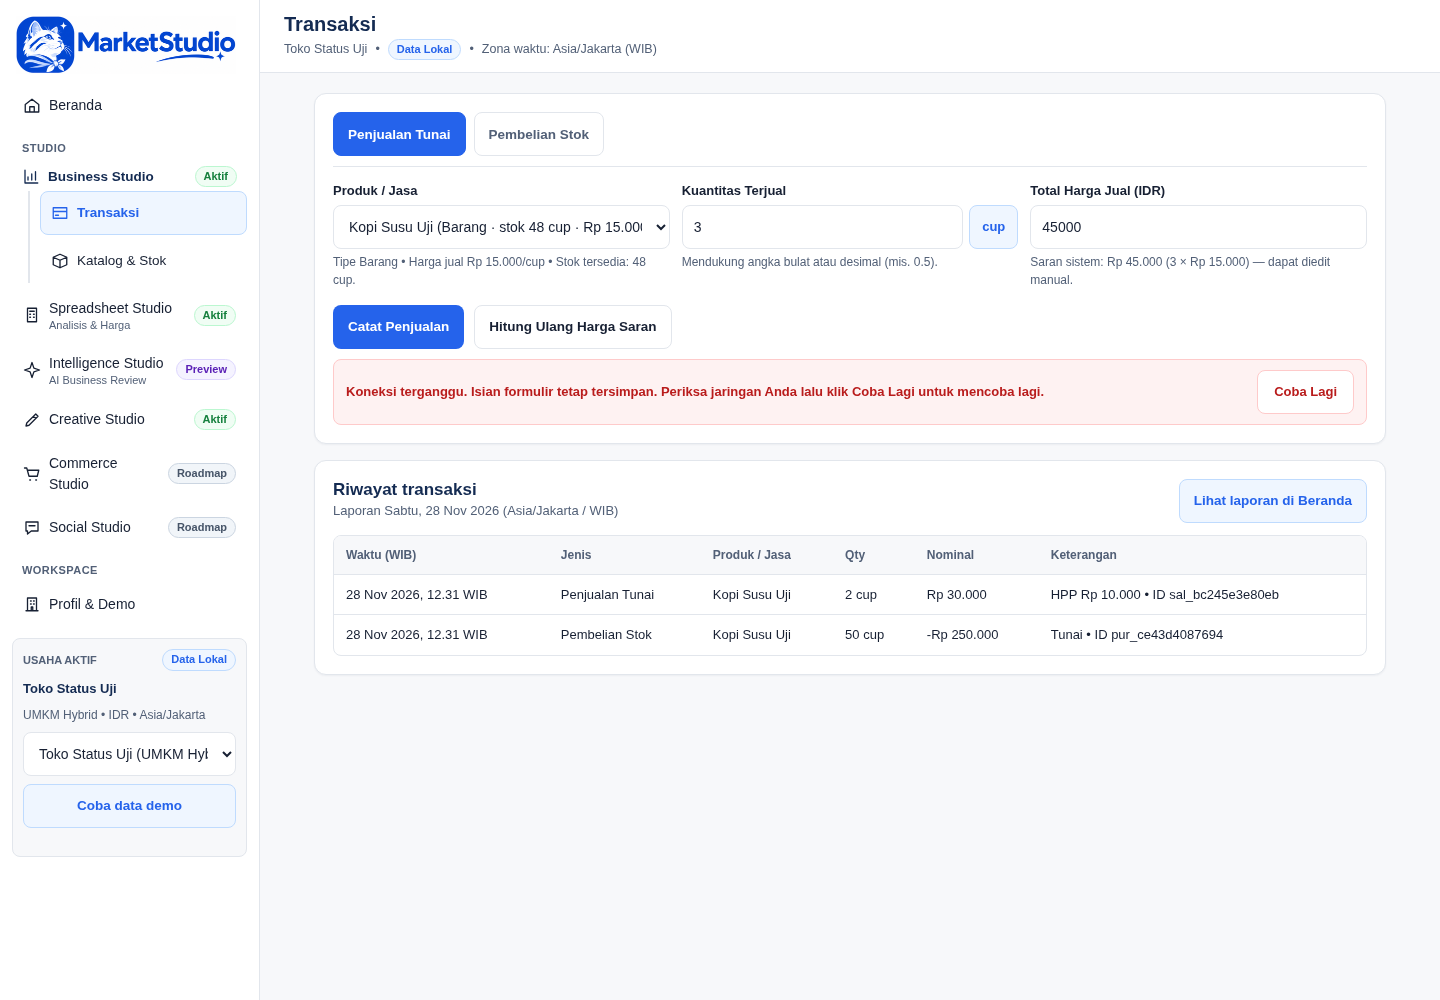 MarketStudio
Beranda
STUDIO
Business Studio
Aktif
Transaksi
Katalog & Stok
Spreadsheet Studio
Analisis & Harga
Aktif
Intelligence Studio
AI Business Review
Preview
Creative Studio
Aktif
Commerce
Studio
Roadmap
Social Studio
Roadmap
WORKSPACE
Profil & Demo
USAHA AKTIF
Data Lokal
Toko Status Uji
UMKM Hybrid • IDR • Asia/Jakarta
Toko Status Uji (UMKM Hyb
Coba data demo
Transaksi
Toko Status Uji • Data Lokal • Zona waktu: Asia/Jakarta (WIB)
Penjualan Tunai
Pembelian Stok
Produk / Jasa
Kopi Susu Uji (Barang · stok 48 cup · Rp 15.000
Tipe Barang • Harga jual Rp 15.000/cup • Stok tersedia: 48
cup.
Kuantitas Terjual
3
cup
Mendukung angka bulat atau desimal (mis. 0.5).
Total Harga Jual (IDR)
45000
Saran sistem: Rp 45.000 (3 × Rp 15.000) — dapat diedit
manual.
Catat Penjualan
Hitung Ulang Harga Saran
Koneksi terganggu. Isian formulir tetap tersimpan. Periksa jaringan Anda lalu klik Coba Lagi untuk mencoba lagi.
Coba Lagi
Riwayat transaksi
Laporan Sabtu, 28 Nov 2026 (Asia/Jakarta / WIB)
Lihat laporan di Beranda
Waktu (WIB) Jenis Produk / Jasa Qty Nominal Keterangan
28 Nov 2026, 12.31 WIB Penjualan Tunai Kopi Susu Uji 2 cup Rp 30.000 HPP Rp 10.000 • ID sal_bc245e3e80eb
28 Nov 2026, 12.31 WIB Pembelian Stok Kopi Susu Uji 50 cup -Rp 250.000 Tunai • ID pur_ce43d4087694